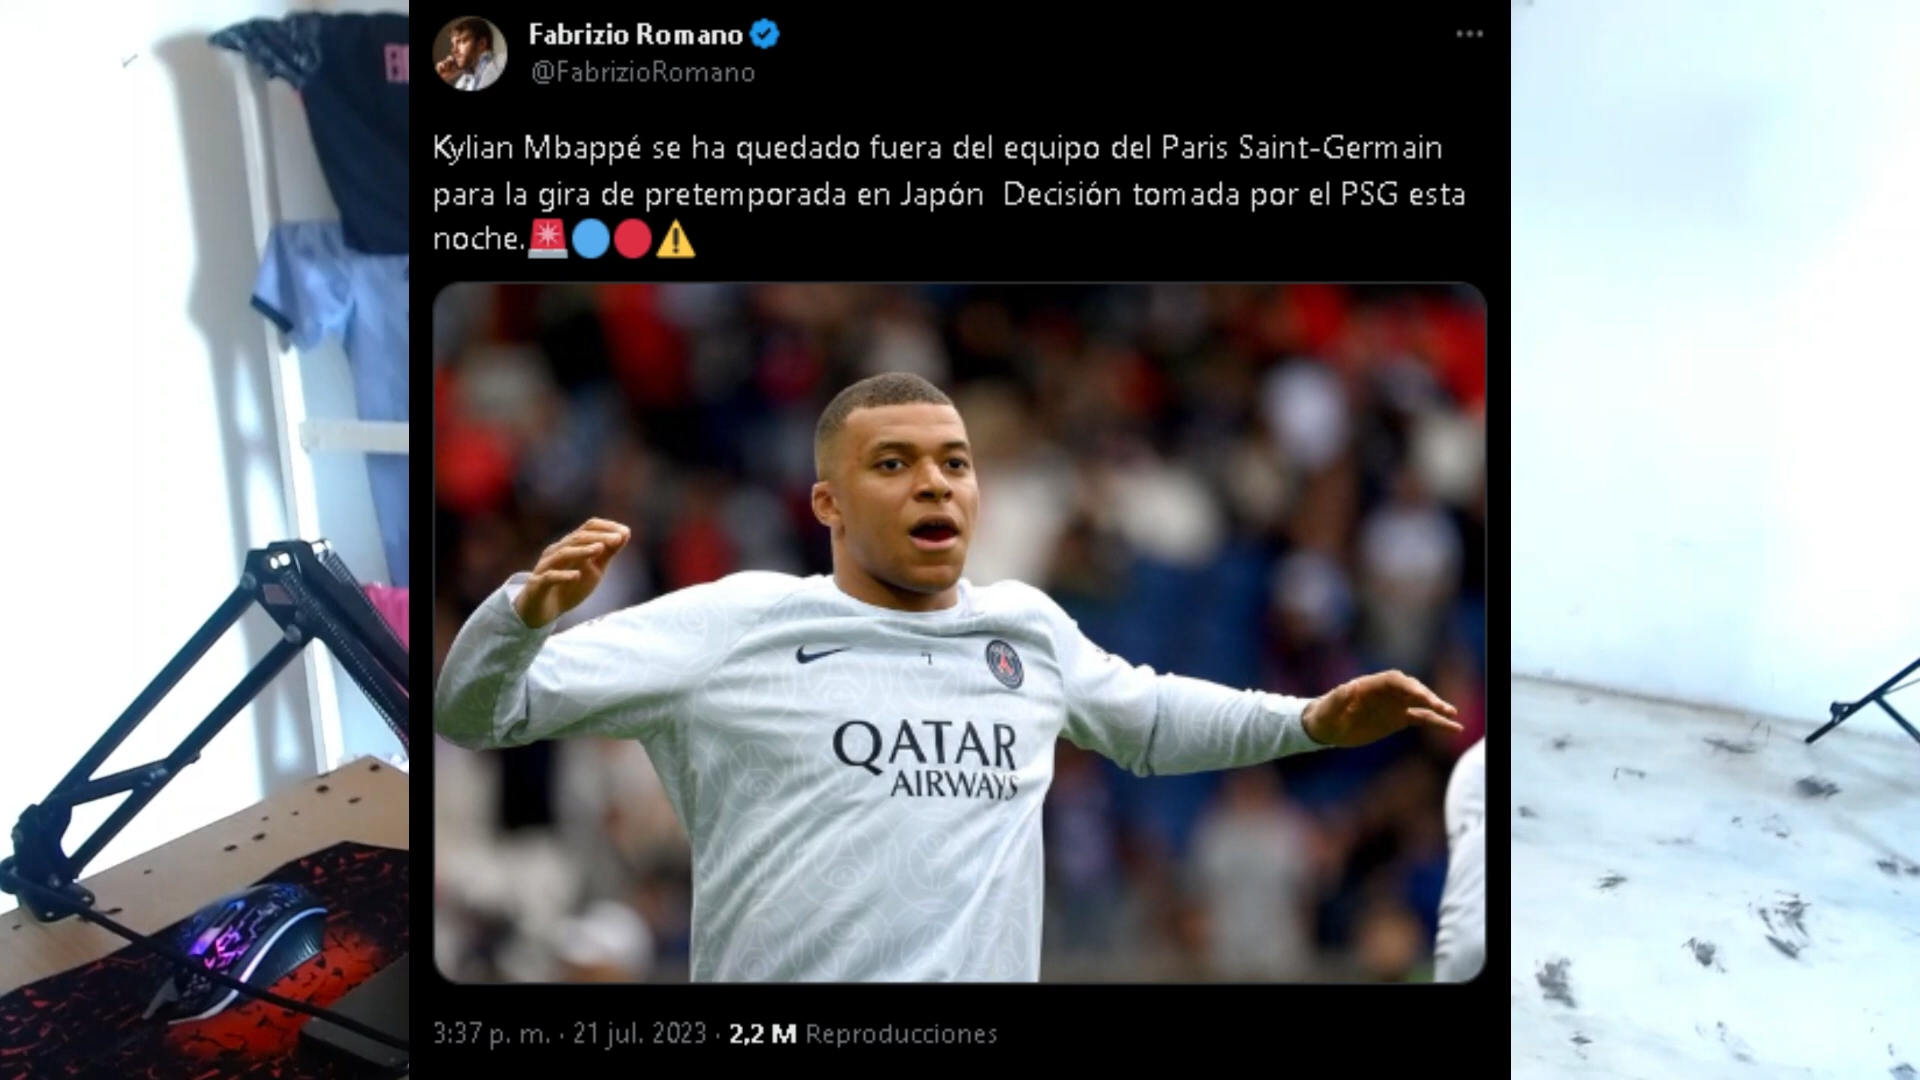 Fabrizio Romano
@FabrizioRomano
Kylian Mbappé se ha quedado fuera del equipo del Paris Saint-Germain
para la gira de pretemporada en Japón  Decisión tomada por el PSG esta
noche.🚨🔵🔴⚠️
QATAR
AIRWAYS
3:37 p. m. · 21 jul. 2023 · 2,2 M Reproducciones